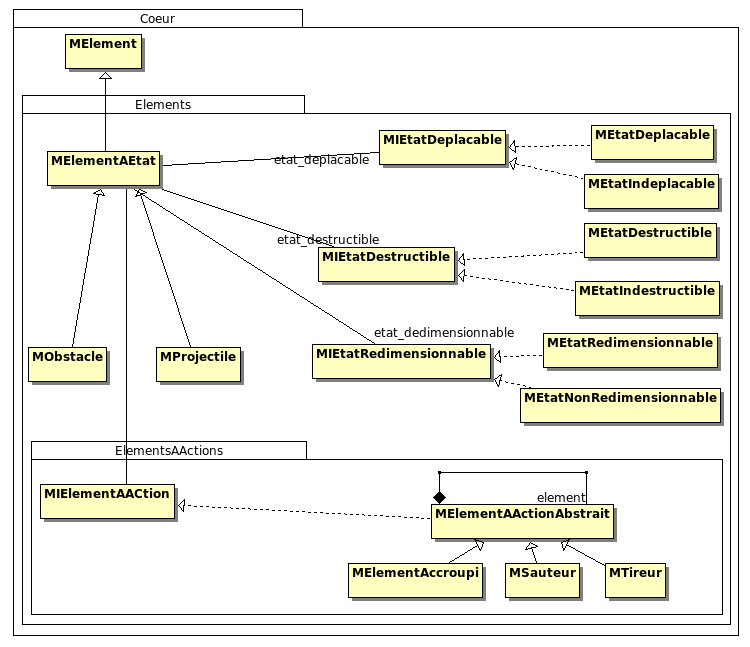 Coeur
MElement
Elements
MElementAEtat
etat_deplacable
MIEtatDeplacable
MEtatDeplacable
MEtatIndeplacable
etat_destructible
MIEtatDestructible
MEtatDestructible
MEtatIndestructible
etat_dedimensionnable
MIEtatRedimensionnable
MEtatRedimensionnable
MEtatNonRedimensionnable
MObstacle
MProjectile
ElementsAActions
MIElementAACtion
element
MElementAActionAbstrait
MElementAccroupi
MSauteur
MTireur